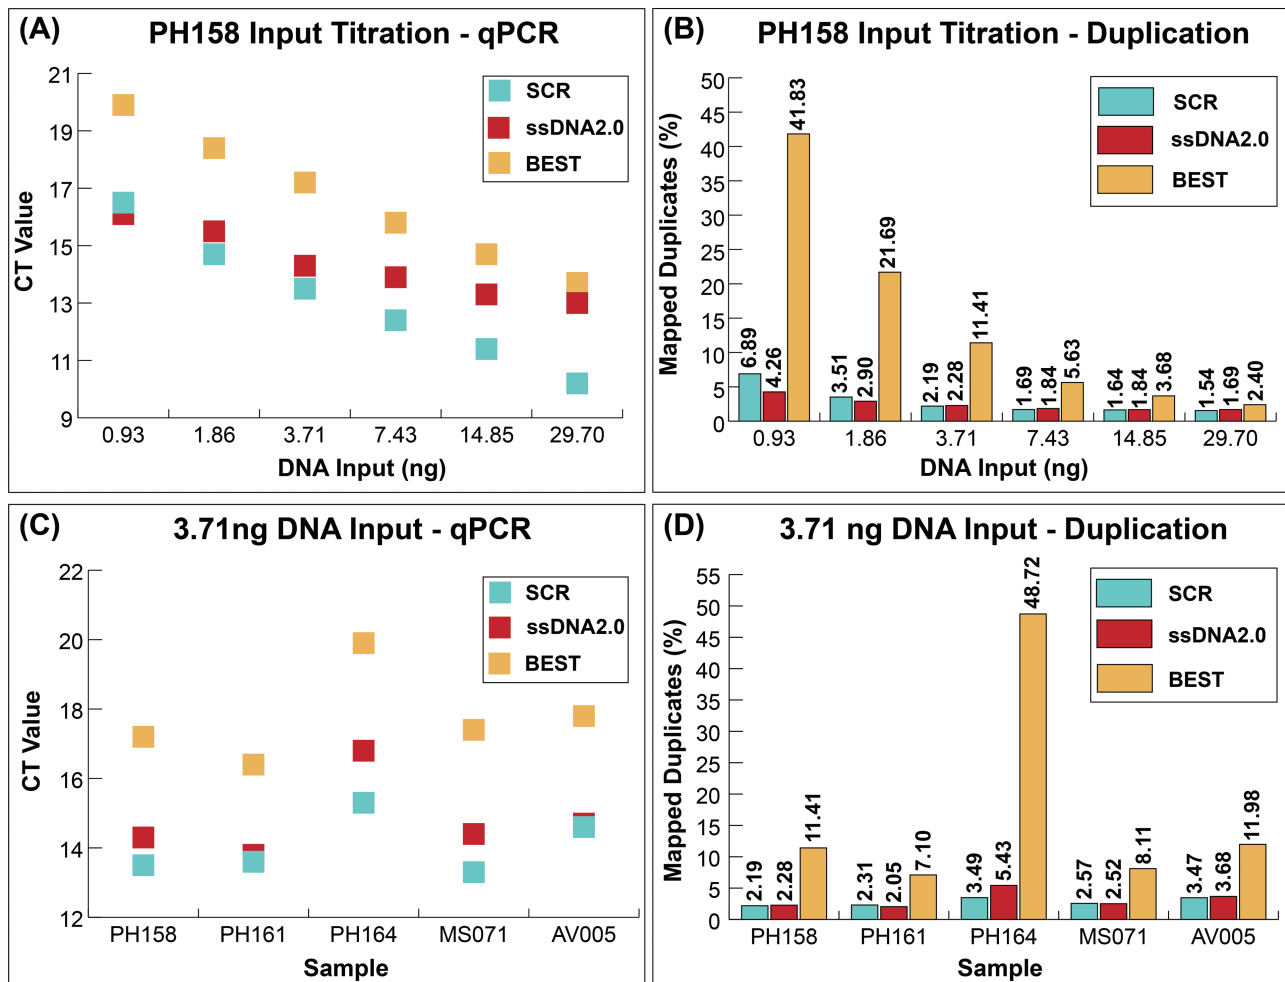 (A) PH158 Input Titration - qPCR
21
19
17
15
13
11
9
CT Value
SCR
ssDNA2.0
BEST
0.93 1.86 3.71 7.43 14.85 29.70
DNA Input (ng)
(B) PH158 Input Titration - Duplication
50
45
40
35
30
25
20
15
10
5
0
Mapped Duplicates (%)
SCR
ssDNA2.0
BEST
6.89 4.26 41.83
3.51 2.90 21.69
2.19 2.28 11.41
1.69 1.84 5.63
1.64 1.84 3.68
1.54 1.69 2.40
0.93 1.86 3.71 7.43 14.85 29.70
DNA Input (ng)
(C) 3.71ng DNA Input - qPCR
22
20
18
16
14
12
CT Value
SCR
ssDNA2.0
BEST
PH158 PH161 PH164 MS071 AV005
Sample
(D) 3.71 ng DNA Input - Duplication
55
50
45
40
35
30
25
20
15
10
5
0
Mapped Duplicates (%)
SCR
ssDNA2.0
BEST
2.19 2.28 11.41
2.31 2.05 7.10
3.49 5.43 48.72
2.57 2.52 8.11
3.47 3.68 11.98
PH158 PH161 PH164 MS071 AV005
Sample